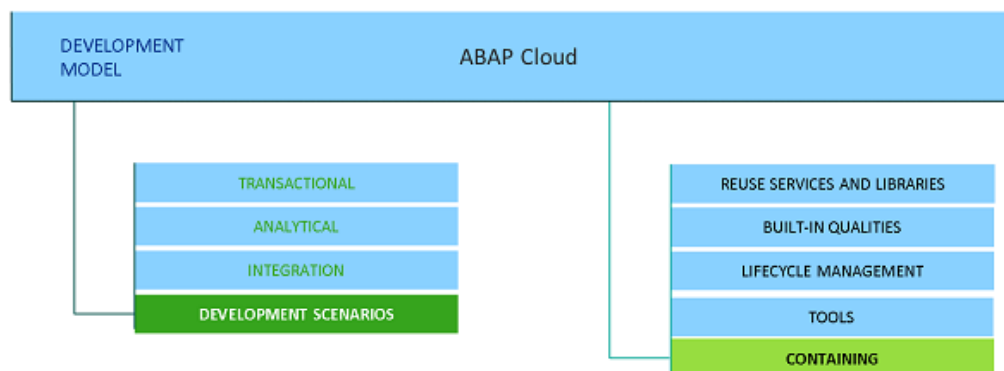 DEVELOPMENT
MODEL
ABAP Cloud
TRANSACTIONAL
ANALYTICAL
INTEGRATION
DEVELOPMENT SCENARIOS
REUSE SERVICES AND LIBRARIES
BUILT-IN QUALITIES
LIFECYCLE MANAGEMENT
TOOLS
CONTAINING